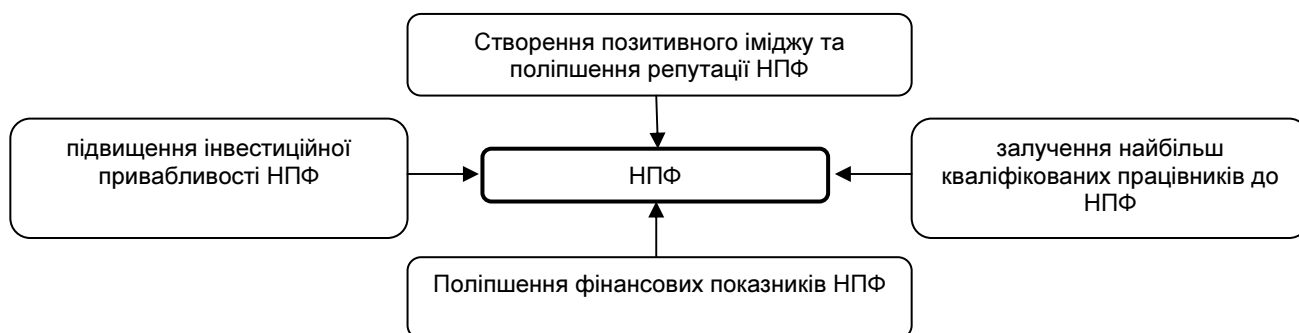 Створення позитивного іміджу та
поліпшення репутації НПФ
підвищення інвестиційної
привабливості НПФ
НПФ
залучення найбільш
кваліфікованих працівників до
НПФ
Поліпшення фінансових показників НПФ